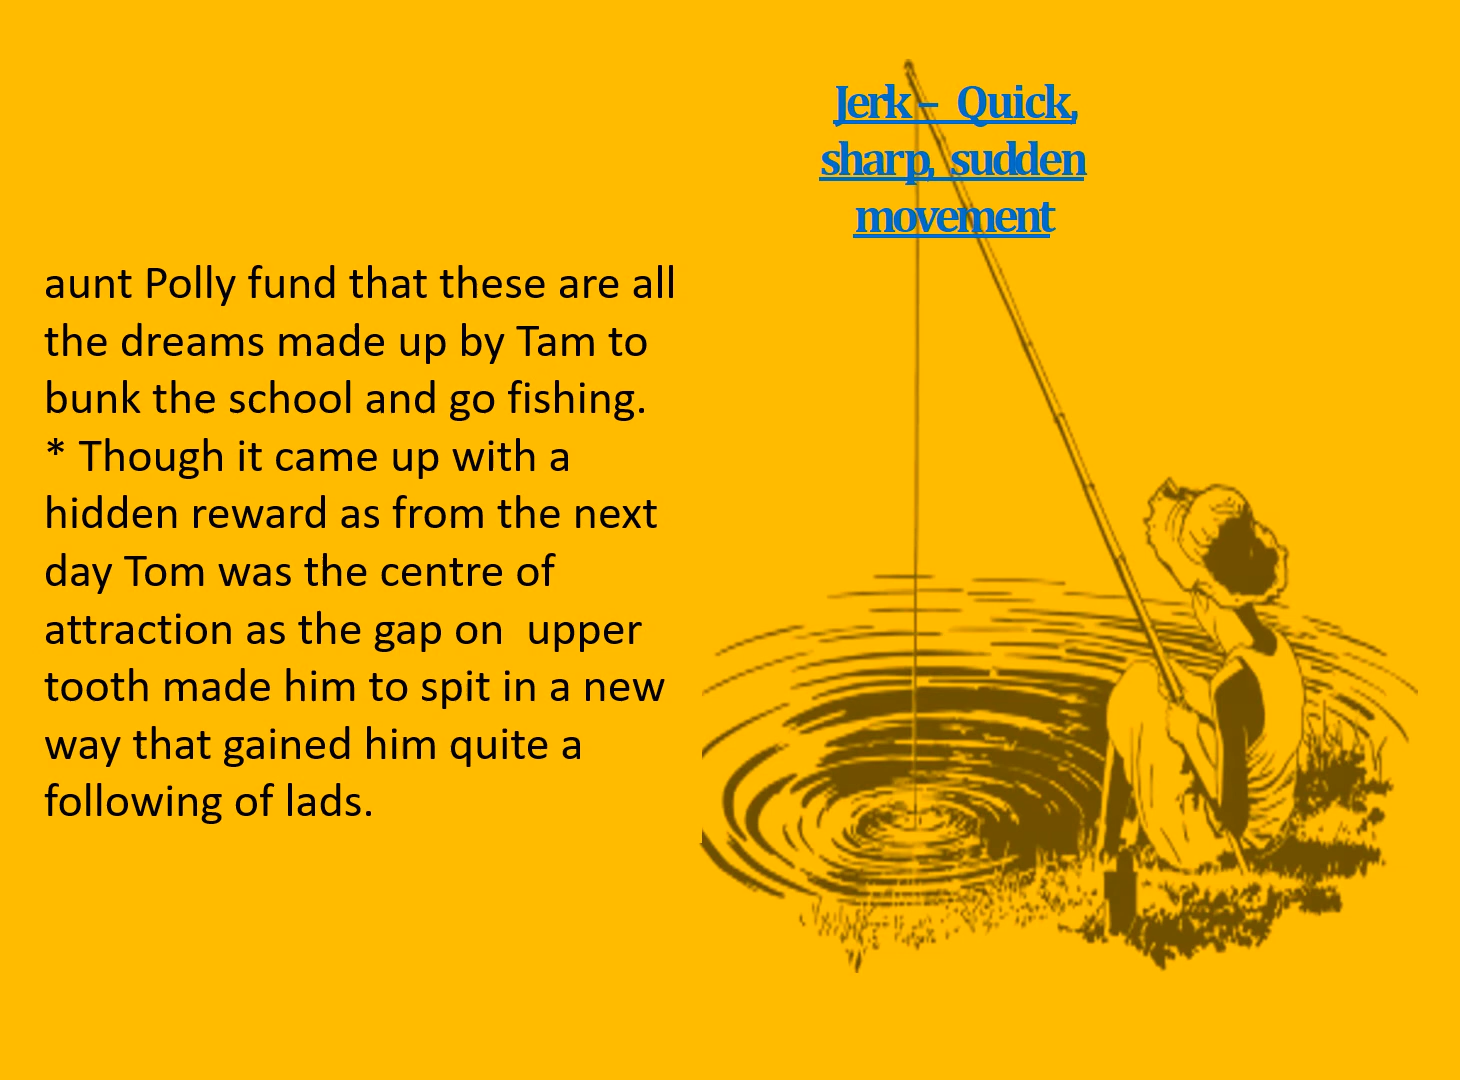 Jerk – Quick,
sharp, sudden
movement
aunt Polly fund that these are all
the dreams made up by Tam to
bunk the school and go fishing.
* Though it came up with a
hidden reward as from the next
day Tom was the centre of
attraction as the gap on  upper
tooth made him to spit in a new
way that gained him quite a
following of lads.